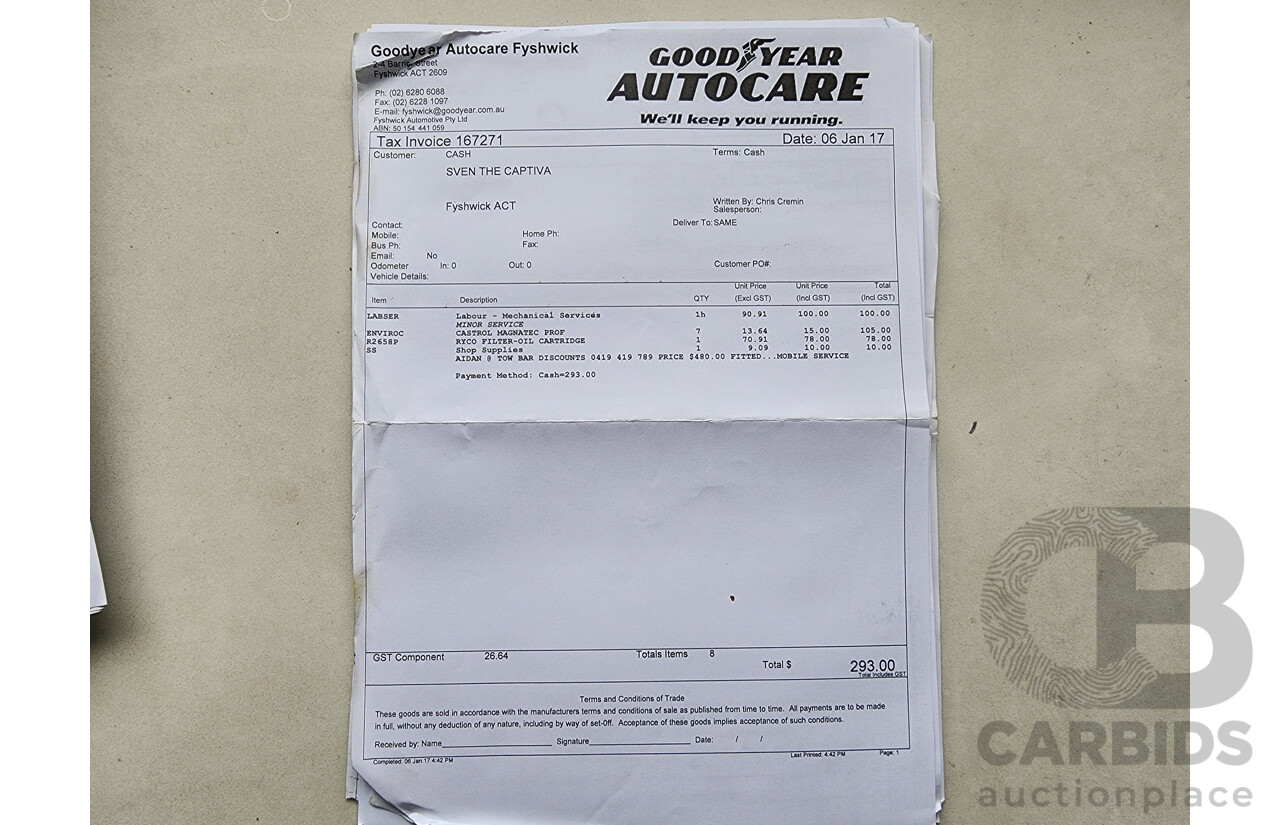 Goodyear Autocare Fyshwick
2-4 Barrier Street
Fyshwick ACT 2609
Ph: (02) 6280 6088
Fax: (02) 6228 1097
E-mail: fyshwick@goodyear.com.au
Fyshwick Automotive Pty Ltd
ABN: 50 154 441 059
GOODYEAR
AUTOCARE
We'll keep you running.
Tax Invoice 167271 Date: 06 Jan 17
Customer: CASH Terms: Cash
SVEN THE CAPTIVA
Fyshwick ACT Written By: Chris Cremin
Salesperson:
Contact: Deliver To: SAME
Mobile: Home Ph:
Bus Ph: Fax:
Email: No
Odometer In: 0 Out: 0 Customer PO#:
Vehicle Details:
Unit Price Unit Price Total
Item Description QTY (Excl GST) (Incl GST) (Incl GST)
LABSER Labour - Mechanical Services 1h 90.91 100.00 100.00
MINOR SERVICE
ENVIROC CASTROL MAGNATEC PROF 7 13.64 15.00 105.00
R2658P RYCO FILTER-OIL CARTRIDGE 1 70.91 78.00 78.00
SS Shop Supplies 1 9.09 10.00 10.00
AIDAN @ TOW BAR DISCOUNTS 0419 419 789 PRICE $480.00 FITTED...MOBILE SERVICE
Payment Method: Cash=293.00
GST Component 26.64 Totals Items 8
Total $ 293.00
Total Includes GST
Terms and Conditions of Trade
These goods are sold in accordance with the manufacturers terms and conditions of sale as published from time to time. All payments are to be made
in full, without any deduction of any nature, including by way of set-Off. Acceptance of these goods implies acceptance of such conditions.
Received by: Name Signature Date: / /
Completed: 06 Jan 17 4:42 PM Last Printed: 4:42 PM Page: 1
CB
CARBIDS
auctionplace